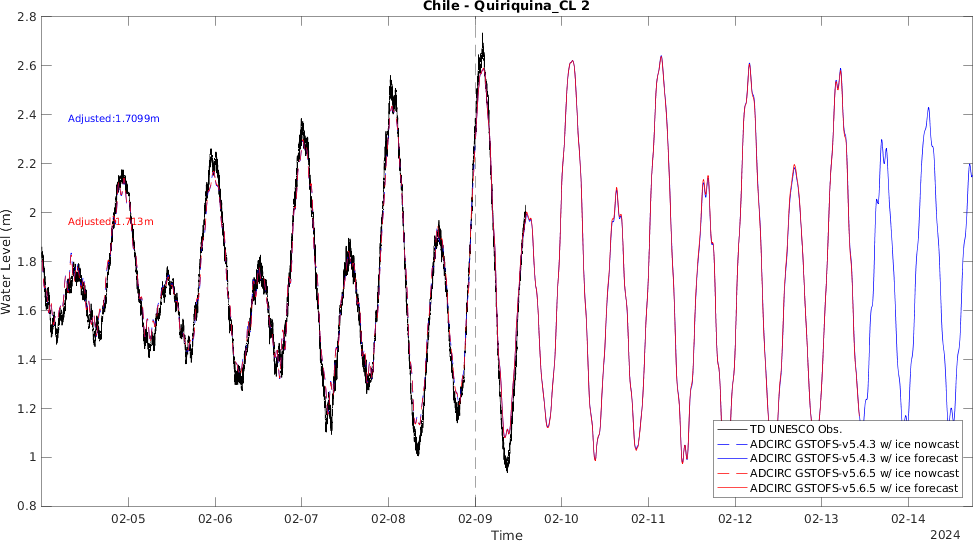 Chile - Quiriquina_CL 2
Water Level (m)
2.8
2.6
2.4
2.2
2
1.8
1.6
1.4
1.2
1
0.8
Adjusted:1.7099m
Adjusted:1.713m
TD UNESCO Obs.
ADCIRC GSTOFS-v5.4.3 w/ ice nowcast
ADCIRC GSTOFS-v5.4.3 w/ ice forecast
ADCIRC GSTOFS-v5.6.5 w/ ice nowcast
ADCIRC GSTOFS-v5.6.5 w/ ice forecast
02-05 02-06 02-07 02-08 02-09 02-10 02-11 02-12 02-13 02-14
Time
2024